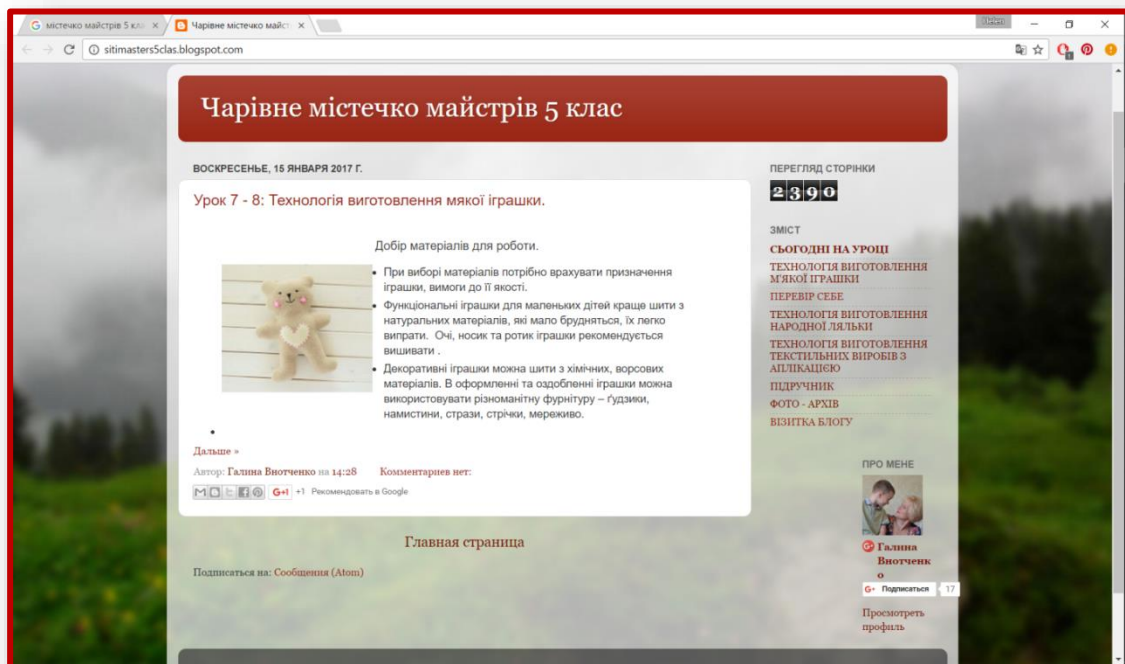 містечко майстрів 5 кла
Чарівне містечко майст
sitimasters5clas.blogspot.com
Чарівне містечко майстрів 5 клас
ВОСКРЕСЕНЬЕ, 15 ЯНВАРЯ 2017 Г.
Урок 7 - 8: Технологія виготовлення мякої іграшки.
Добір матеріалів для роботи.
При виборі матеріалів потрібно врахувати призначення
іграшки, вимоги до її якості.
Функціональні іграшки для маленьких дітей краще шити з
натуральних матеріалів, які мало брудняться, їх легко
випрати. Очі, носик та ротик іграшки рекомендується
вишивати .
Декоративні іграшки можна шити з хімічних, ворсових
матеріалів. В оформленні та оздобленні іграшки можна
використовувати різноманітну фурнітуру – ґудзики,
намистини, стрази, стрічки, мереживо.
Дальше »
Автор: Галина Внотченко на 14:28 Комментариев нет:
G+1 +1 Рекомендовать в Google
Главная страница
Подписаться на: Сообщения (Atom)
ПЕРЕГЛЯД СТОРІНКИ
2390
ЗМІСТ
СЬОГОДНІ НА УРОЦІ
ТЕХНОЛОГІЯ ВИГОТОВЛЕННЯ
М'ЯКОЇ ІГРАШКИ
ПЕРЕВІР СЕБЕ
ТЕХНОЛОГІЯ ВИГОТОВЛЕННЯ
НАРОДНОЇ ЛЯЛЬКИ
ТЕХНОЛОГІЯ ВИГОТОВЛЕННЯ
ТЕКСТИЛЬНИХ ВИРОБІВ З
АПЛІКАЦІЄЮ
ПІДРУЧНИК
ФОТО - АРХІВ
ВІЗИТКА БЛОГУ
ПРО МЕНЕ
Галина
Внотченк
о
G+ Подписаться 17
Просмотреть
профиль